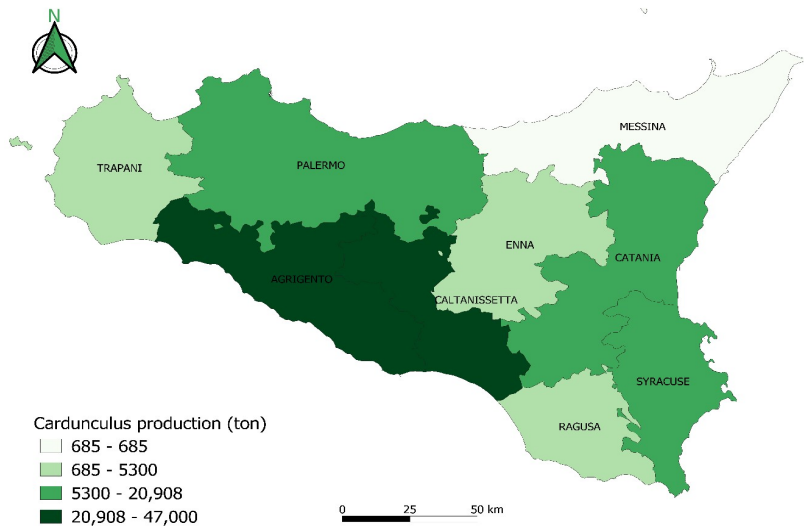 N
MESSINA
TRAPANI
PALERMO
ENNA
CATANIA
AGRIGENTO
CALTANISSETTA
SYRACUSE
RAGUSA
Cardunculus production (ton)
685 - 685
685 - 5300
5300 - 20,908
20,908 - 47,000
0 25 50 km